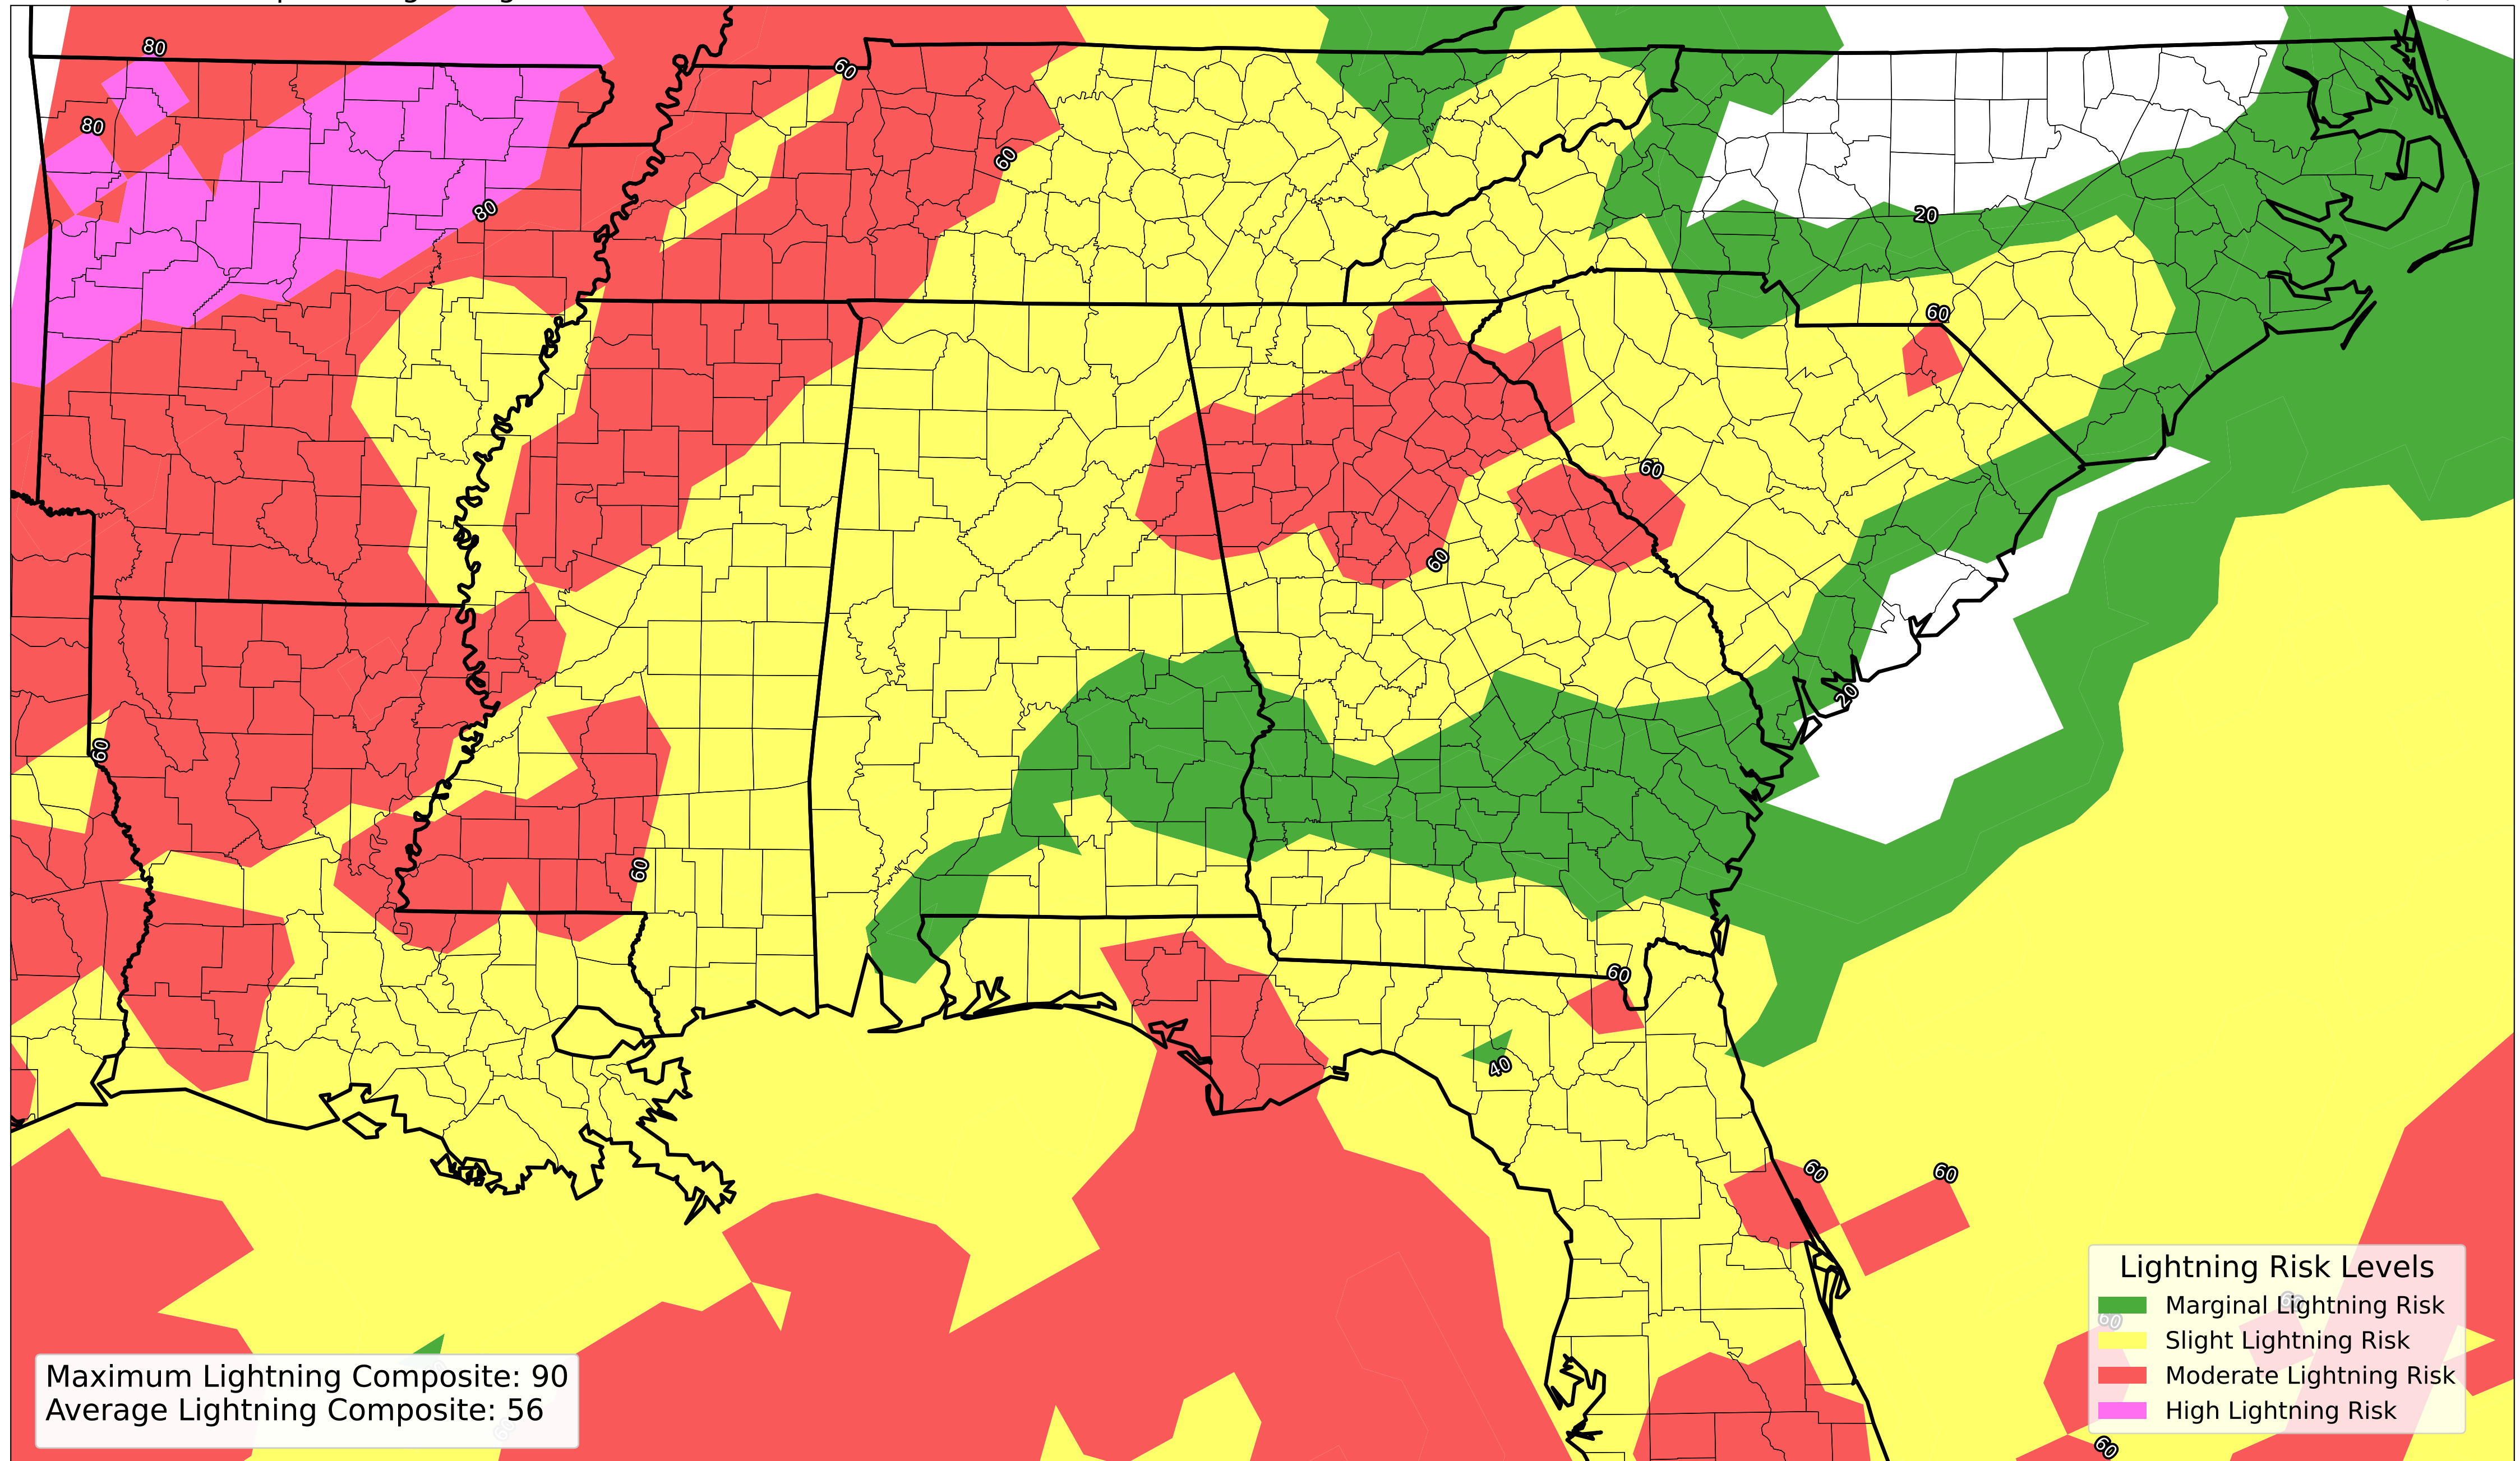 80
60
80
60
80
20
60
60
60
20
60
60
60
40
60
60
Lightning Risk Levels
Marginal Lightning Risk
Slight Lightning Risk
Moderate Lightning Risk
High Lightning Risk
60
60
60
Maximum Lightning Composite: 90
Average Lightning Composite: 56